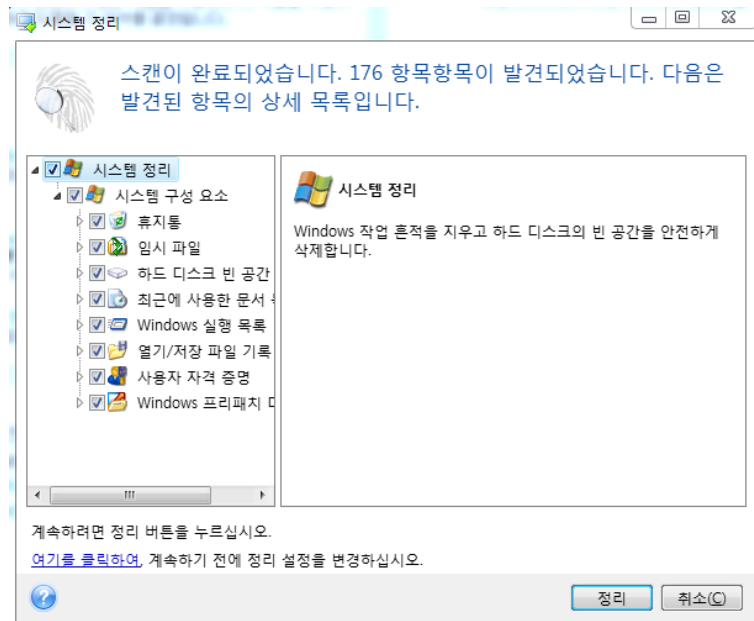 시스템 정리
스캔이 완료되었습니다. 176 항목항목이 발견되었습니다. 다음은
발견된 항목의 상세 목록입니다.
시스템 정리
시스템 구성 요소
휴지통
임시 파일
하드 디스크 빈 공간
최근에 사용한 문서
Windows 실행 목록
열기/저장 파일 기록
사용자 자격 증명
Windows 프리패치
시스템 정리
Windows 작업 흔적을 지우고 하드 디스크의 빈 공간을 안전하게
삭제합니다.
계속하려면 정리 버튼을 누르십시오.
여기를 클릭하여, 계속하기 전에 정리 설정을 변경하십시오.
정리
취소(C)